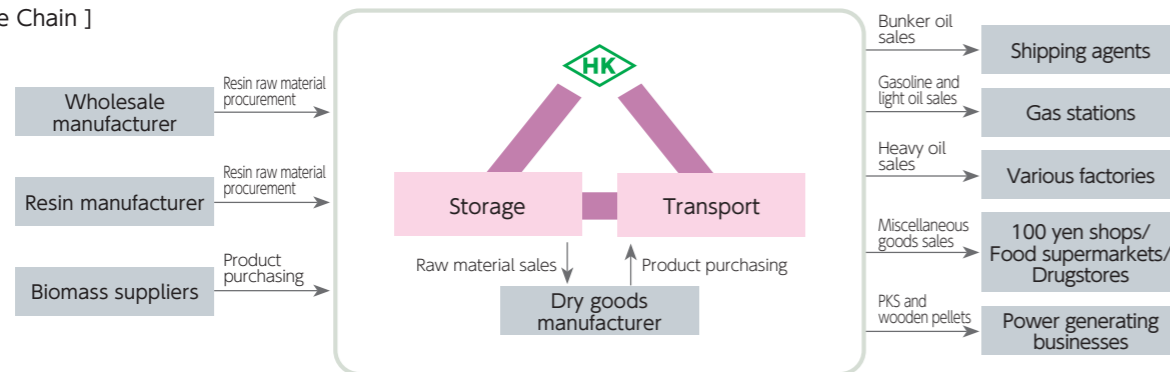 e Chain ]
Wholesale
manufacturer
Resin raw material
procurement
Resin manufacturer
Resin raw material
procurement
Biomass suppliers
Product
purchasing
HK
Storage
Transport
Raw material sales
Product purchasing
Dry goods
manufacturer
Bunker oil
sales
Shipping agents
Gasoline and
light oil sales
Gas stations
Heavy oil
sales
Various factories
Miscellaneous
goods sales
100 yen shops/
Food supermarkets/
Drugstores
PKS and
wooden pellets
Power generating
businesses